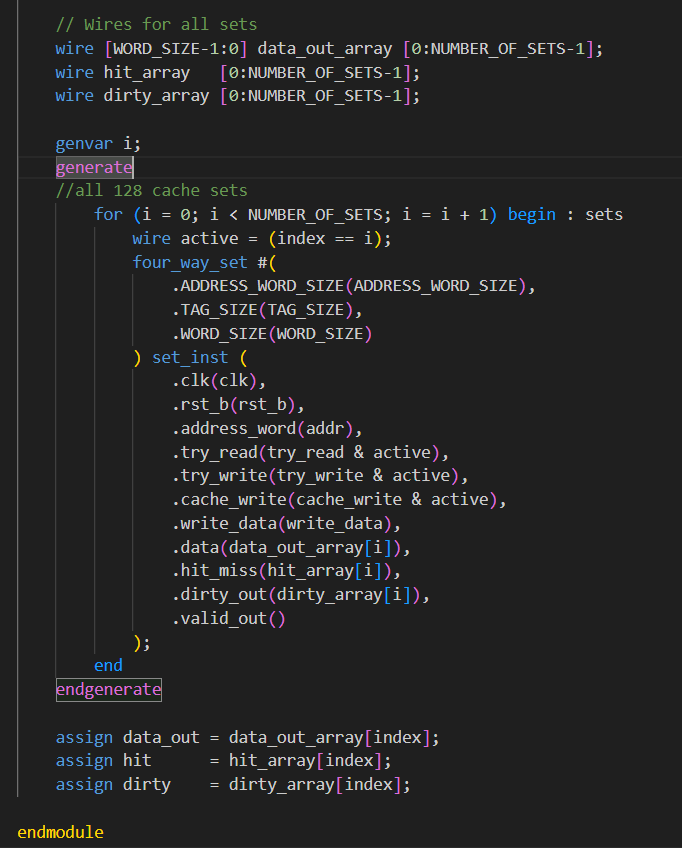 // Wires for all sets
wire [WORD_SIZE-1:0] data_out_array [0:NUMBER_OF_SETS-1];
wire hit_array   [0:NUMBER_OF_SETS-1];
wire dirty_array [0:NUMBER_OF_SETS-1];

genvar i;
generate
//all 128 cache sets
    for (i = 0; i < NUMBER_OF_SETS; i = i + 1) begin : sets
        wire active = (index == i);
        four_way_set #(
            .ADDRESS_WORD_SIZE(ADDRESS_WORD_SIZE),
            .TAG_SIZE(TAG_SIZE),
            .WORD_SIZE(WORD_SIZE)
        ) set_inst (
            .clk(clk),
            .rst_b(rst_b),
            .address_word(addr),
            .try_read(try_read & active),
            .try_write(try_write & active),
            .cache_write(cache_write & active),
            .write_data(write_data),
            .data(data_out_array[i]),
            .hit_miss(hit_array[i]),
            .dirty_out(dirty_array[i]),
            .valid_out()
        );
    end
endgenerate

assign data_out = data_out_array[index];
assign hit      = hit_array[index];
assign dirty    = dirty_array[index];

endmodule